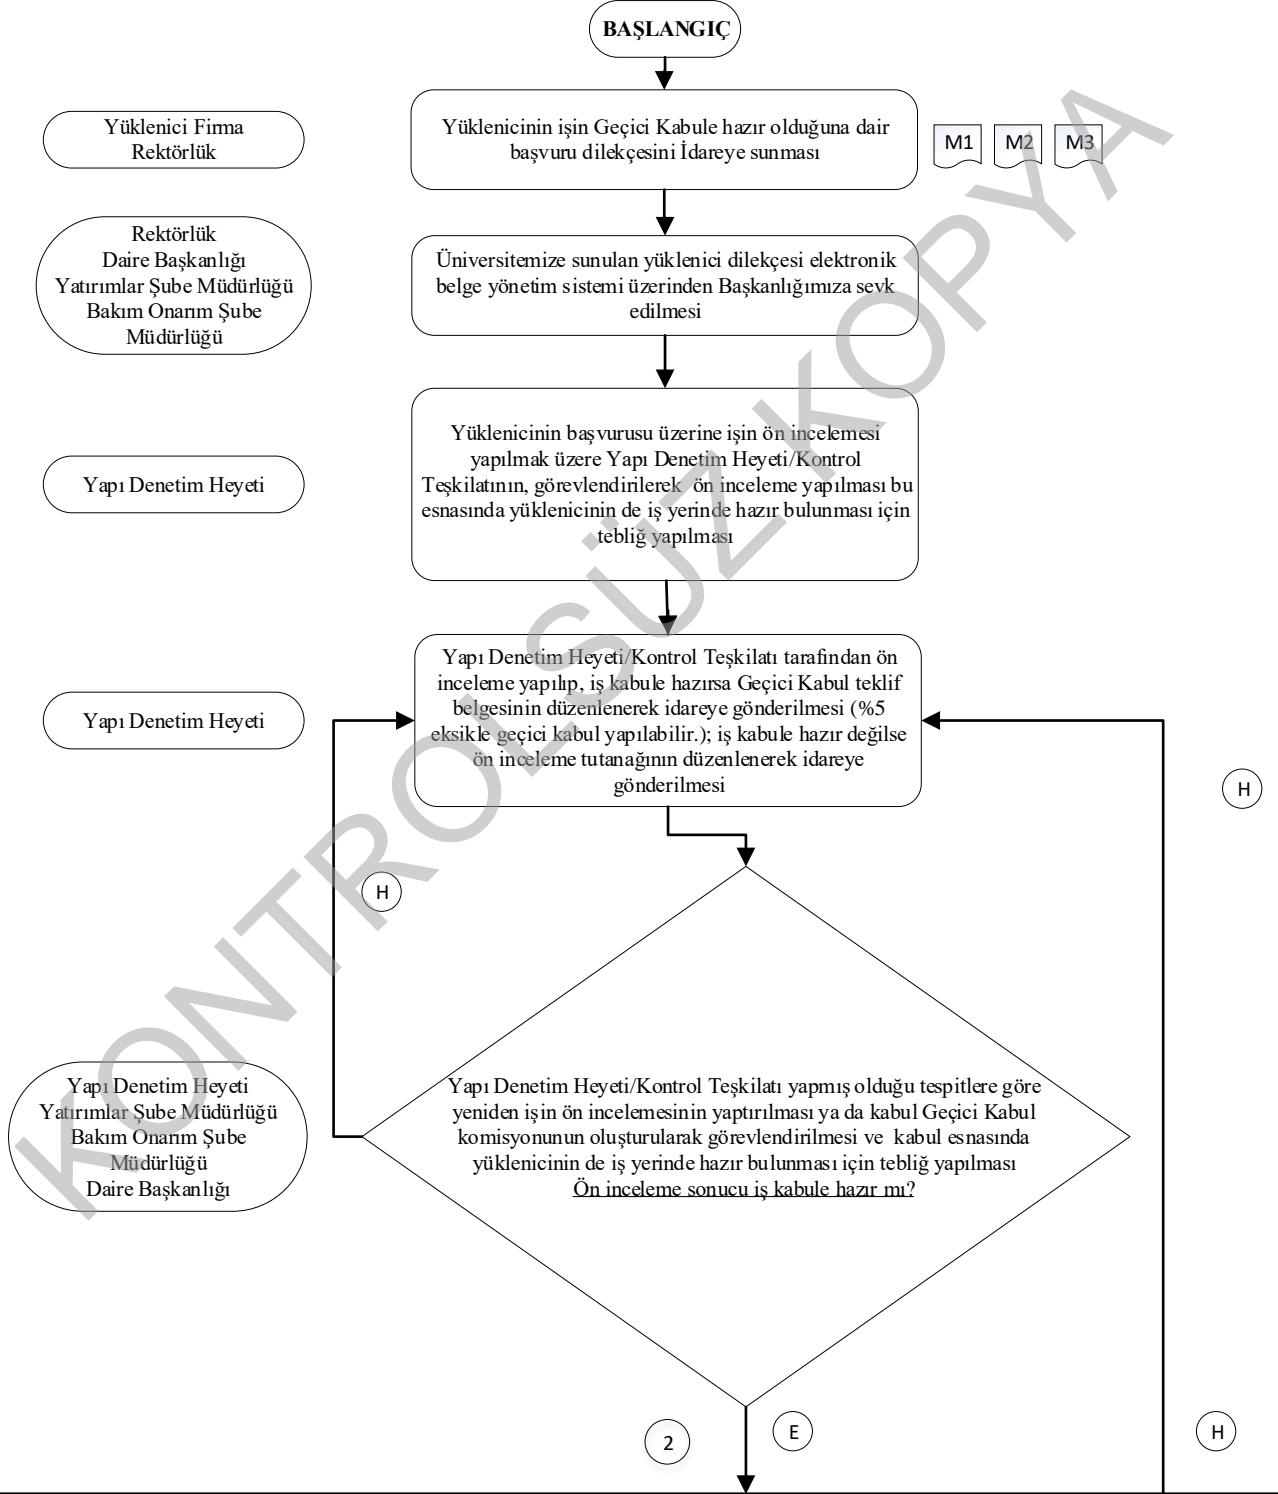 BAŞLANGIÇ
Yüklenici Firma
Rektörlük
Yüklenicinin işin Geçici Kabule hazır olduğuna dair
başvuru dilekçesini İdareye sunması
M1
M2
M3
Rektörlük
Daire Başkanlığı
Yatırımlar Şube Müdürlüğü
Bakım Onarım Şube
Müdürlüğü
Üniversitemize sunulan yüklenici dilekçesi elektronik
belge yönetim sistemi üzerinden Başkanlığımıza sevk
edilmesi
Yapı Denetim Heyeti
Yüklenicinin başvurusu üzerine işin ön incelemesi
yapılmak üzere Yapı Denetim Heyeti/Kontrol
Teşkilatının, görevlendirilerek ön inceleme yapılması bu
esnasında yüklenicinin de iş yerinde hazır bulunması için
tebliğ yapılması
Yapı Denetim Heyeti
Yapı Denetim Heyeti/Kontrol Teşkilatı tarafından ön
inceleme yapılıp, iş kabule hazırsa Geçici Kabul teklif
belgesinin düzenlenerek idareye gönderilmesi (%5
eksikle geçici kabul yapılabilir.); iş kabule hazır değilse
ön inceleme tutanağının düzenlenerek idareye
gönderilmesi
H
H
Yapı Denetim Heyeti
Yatırımlar Şube Müdürlüğü
Bakım Onarım Şube
Müdürlüğü
Daire Başkanlığı
Yapı Denetim Heyeti/Kontrol Teşkilatı yapmış olduğu tespitlere göre
yeniden işin ön incelemesinin yaptırılması ya da kabul Geçici Kabul
komisyonunun oluşturularak görevlendirilmesi ve kabul esnasında
yüklenicinin de iş yerinde hazır bulunması için tebliğ yapılması
Ön inceleme sonucu iş kabule hazır mı?
2
E
H
KONTROLSÜZ KOPYA